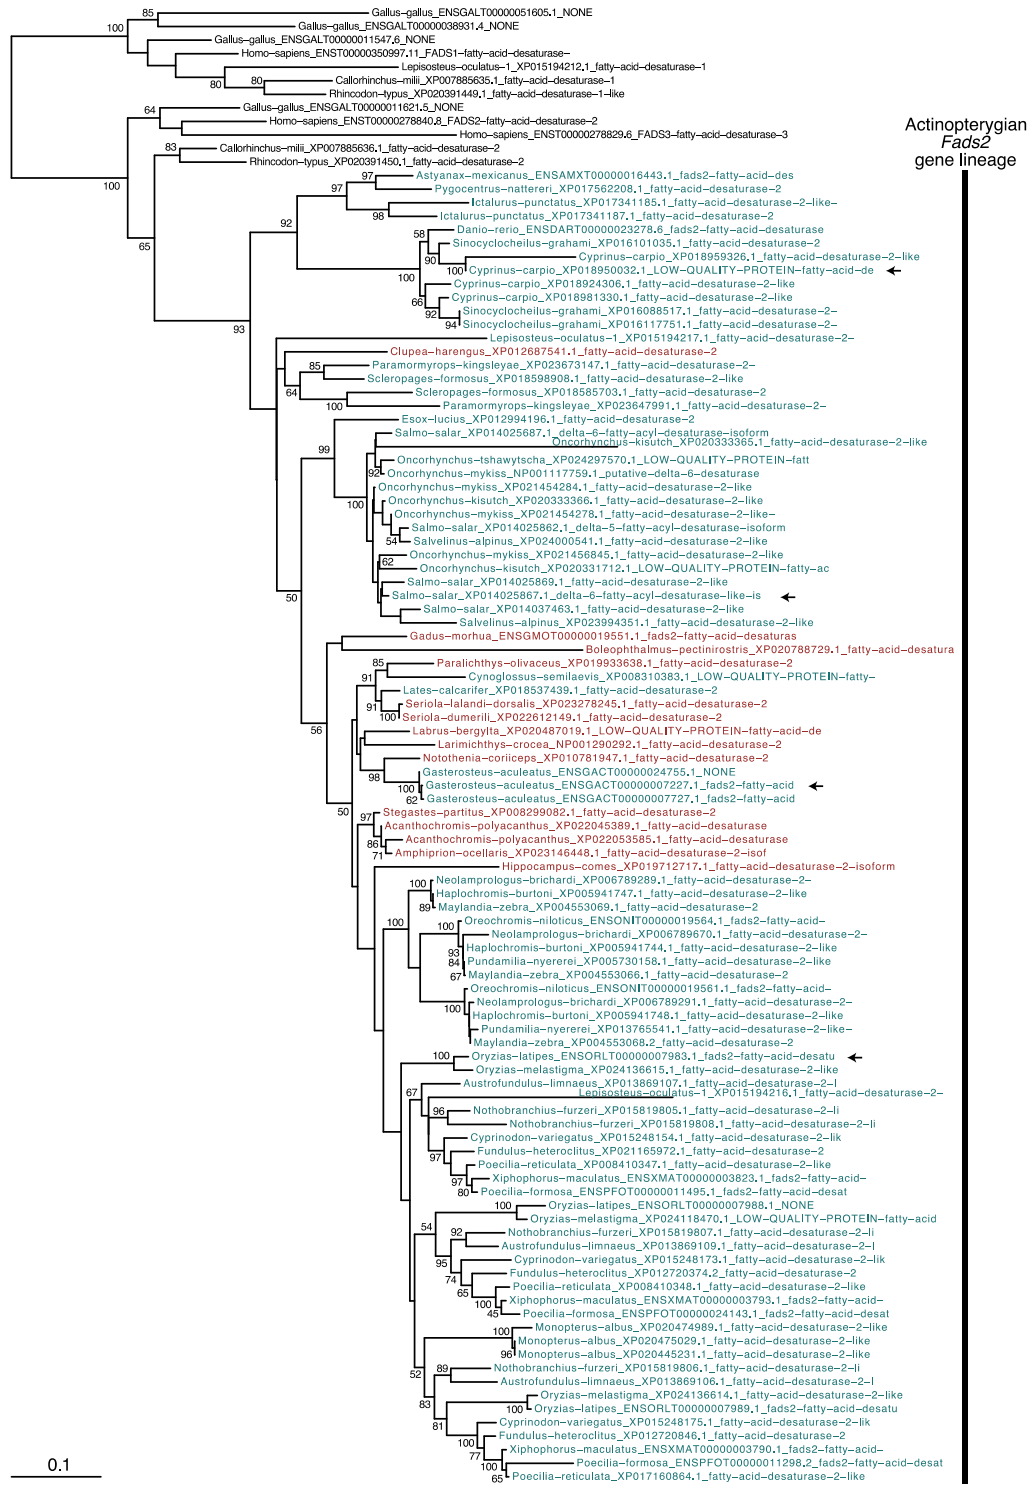 Gallus-gallus_ENSGALT00000051605.1_NONE
Gallus-gallus_ENSGALT00000038931.4_NONE
Gallus-gallus_ENSGALT00000011547.6_NONE
Homo-sapiens_ENST00000350997.11_FADS1-fatty-acid-desaturase-
Lepisosteus-oculatus-1_XP015194212.1_fatty-acid-desaturase-1
Callorhinchus-milii_XP007885635.1_fatty-acid-desaturase-1
Rhincodon-typus_XP020391449.1_fatty-acid-desaturase-1-like
Gallus-gallus_ENSGALT00000011621.5_NONE
Homo-sapiens_ENST00000278840.8_FADS2-fatty-acid-desaturase-2
Homo-sapiens_ENST00000278829.6_FADS3-fatty-acid-desaturase-3
Callorhinchus-milii_XP007885636.1_fatty-acid-desaturase-2
Rhincodon-typus_XP020391450.1_fatty-acid-desaturase-2
Actinopterygian
Fads2
gene lineage
Astyanax-mexicanus_ENSAMXT00000016443.1_fads2-fatty-acid-des
Pygocentrus-nattereri_XP017562208.1_fatty-acid-desaturase-2
Ictalurus-punctatus_XP017341185.1_fatty-acid-desaturase-2-like-
Ictalurus-punctatus_XP017341187.1_fatty-acid-desaturase-2
Danio-rerio_ENSDART00000023278.6_fads2-fatty-acid-desaturase
Sinocyclocheilus-grahami_XP016101035.1_fatty-acid-desaturase-2
Cyprinus-carpio_XP018959326.1_fatty-acid-desaturase-2-like
Cyprinus-carpio_XP018950032.1_LOW-QUALITY-PROTEIN-fatty-acid-de
Cyprinus-carpio_XP018924306.1_fatty-acid-desaturase-2-like
Cyprinus-carpio_XP018981330.1_fatty-acid-desaturase-2-like
Sinocyclocheilus-grahami_XP016088517.1_fatty-acid-desaturase-2-
Sinocyclocheilus-grahami_XP016117751.1_fatty-acid-desaturase-2-
Lepisosteus-oculatus-1_XP015194217.1_fatty-acid-desaturase-2-
Clupea-harengus_XP012687541.1_fatty-acid-desaturase-2
Paramormyrops-kingsleyae_XP023673147.1_fatty-acid-desaturase-2-
Scleropages-formosus_XP018598908.1_fatty-acid-desaturase-2-like
Scleropages-formosus_XP018585703.1_fatty-acid-desaturase-2
Paramormyrops-kingsleyae_XP023647991.1_fatty-acid-desaturase-2-
Esox-lucius_XP012994196.1_fatty-acid-desaturase-2
Salmo-salar_XP014025687.1_delta-6-fatty-acyl-desaturase-isoform
Oncorhynchus-kisutch_XP020333365.1_fatty-acid-desaturase-2-like
Oncorhynchus-tshawytscha_XP024297570.1_LOW-QUALITY-PROTEIN-fatt
Oncorhynchus-mykiss_NP001117759.1_putative-delta-6-desaturase
Oncorhynchus-mykiss_XP021454284.1_fatty-acid-desaturase-2-like
Oncorhynchus-kisutch_XP020333366.1_fatty-acid-desaturase-2-like
Oncorhynchus-mykiss_XP021454278.1_fatty-acid-desaturase-2-like-
Salmo-salar_XP014025862.1_delta-5-fatty-acyl-desaturase-isoform
Salvelinus-alpinus_XP024000541.1_fatty-acid-desaturase-2-like
Oncorhynchus-mykiss_XP021456845.1_fatty-acid-desaturase-2-like
Oncorhynchus-kisutch_XP020331712.1_LOW-QUALITY-PROTEIN-fatty-ac
Salmo-salar_XP014025869.1_fatty-acid-desaturase-2-like
Salmo-salar_XP014025867.1_delta-6-fatty-acyl-desaturase-like-is
Salmo-salar_XP014037463.1_fatty-acid-desaturase-2-like
Salvelinus-alpinus_XP023994351.1_fatty-acid-desaturase-2-like
Gadus-morhua_ENSGMOT00000019551.1_fads2-fatty-acid-desaturas
Boleophthalmus-pectinirostris_XP020788729.1_fatty-acid-desatura
Paralichthys-olivaceus_XP019933638.1_fatty-acid-desaturase-2
Cynoglossus-semilaevis_XP008310383.1_LOW-QUALITY-PROTEIN-fatty-
Lates-calcarifer_XP018537439.1_fatty-acid-desaturase-2
Seriola-lalandi-dorsalis_XP023278245.1_fatty-acid-desaturase-2
Seriola-dumerili_XP022612149.1_fatty-acid-desaturase-2
Labrus-bergylta_XP020487019.1_LOW-QUALITY-PROTEIN-fatty-acid-de
Larimichthys-crocea_NP001290292.1_fatty-acid-desaturase-2
Notothenia-coriiceps_XP010781947.1_fatty-acid-desaturase-2
Gasterosteus-aculeatus_ENSGACT00000024755.1_NONE
Gasterosteus-aculeatus_ENSGACT00000007227.1_fads2-fatty-acid
Gasterosteus-aculeatus_ENSGACT00000007727.1_fads2-fatty-acid
Stegastes-partitus_XP008299082.1_fatty-acid-desaturase-2
Acanthochromis-polyacanthus_XP022045389.1_fatty-acid-desaturase
Acanthochromis-polyacanthus_XP022053585.1_fatty-acid-desaturase
Amphiprion-ocellaris_XP023146448.1_fatty-acid-desaturase-2-isof
Hippocampus-comes_XP019712717.1_fatty-acid-desaturase-2-isoform
Neolamprologus-brichardi_XP006789289.1_fatty-acid-desaturase-2-
Haplochromis-burtoni_XP005941747.1_fatty-acid-desaturase-2-like
Maylandia-zebra_XP004553069.1_fatty-acid-desaturase-2
Oreochromis-niloticus_ENSONIT00000019564.1_fads2-fatty-acid-
Neolamprologus-brichardi_XP006789670.1_fatty-acid-desaturase-2-
Haplochromis-burtoni_XP005941744.1_fatty-acid-desaturase-2-like
Pundamilia-nyererei_XP005730158.1_fatty-acid-desaturase-2-like
Maylandia-zebra_XP004553066.1_fatty-acid-desaturase-2
Oreochromis-niloticus_ENSONIT00000019561.1_fads2-fatty-acid-
Neolamprologus-brichardi_XP006789291.1_fatty-acid-desaturase-2-
Haplochromis-burtoni_XP005941748.1_fatty-acid-desaturase-2-like
Pundamilia-nyererei_XP013765541.1_fatty-acid-desaturase-2-like-
Maylandia-zebra_XP004553068.2_fatty-acid-desaturase-2
Oryzias-latipes_ENSORLT00000007983.1_fads2-fatty-acid-desatu
Oryzias-melastigma_XP024136615.1_fatty-acid-desaturase-2-like
Austrofundulus-limnaeus_XP013869107.1_fatty-acid-desaturase-2-l
Lepisosteus-oculatus-1_XP015194216.1_fatty-acid-desaturase-2-
Nothobranchius-furzeri_XP015819805.1_fatty-acid-desaturase-2-li
Nothobranchius-furzeri_XP015819808.1_fatty-acid-desaturase-2-li
Cyprinodon-variegatus_XP015248154.1_fatty-acid-desaturase-2-lik
Fundulus-heteroclitus_XP021165972.1_fatty-acid-desaturase-2
Poecilia-reticulata_XP008410347.1_fatty-acid-desaturase-2-like
Xiphophorus-maculatus_ENSXMAT00000003823.1_fads2-fatty-acid-
Poecilia-formosa_ENSPFOT00000011495.1_fads2-fatty-acid-desat
Oryzias-latipes_ENSORLT00000007988.1_NONE
Oryzias-melastigma_XP024118470.1_LOW-QUALITY-PROTEIN-fatty-acid
Nothobranchius-furzeri_XP015819807.1_fatty-acid-desaturase-2-li
Austrofundulus-limnaeus_XP013869109.1_fatty-acid-desaturase-2-l
Cyprinodon-variegatus_XP015248173.1_fatty-acid-desaturase-2-lik
Fundulus-heteroclitus_XP012720374.2_fatty-acid-desaturase-2
Poecilia-reticulata_XP008410348.1_fatty-acid-desaturase-2-like
Xiphophorus-maculatus_ENSXMAT00000003793.1_fads2-fatty-acid-
Poecilia-formosa_ENSPFOT00000024143.1_fads2-fatty-acid-desat
Monopterus-albus_XP020474989.1_fatty-acid-desaturase-2-like
Monopterus-albus_XP020475029.1_fatty-acid-desaturase-2-like
Monopterus-albus_XP020445231.1_fatty-acid-desaturase-2-like
Nothobranchius-furzeri_XP015819806.1_fatty-acid-desaturase-2-li
Austrofundulus-limnaeus_XP013869106.1_fatty-acid-desaturase-2-l
Oryzias-melastigma_XP024136614.1_fatty-acid-desaturase-2-like
Oryzias-latipes_ENSORLT00000007989.1_fads2-fatty-acid-desatu
Cyprinodon-variegatus_XP015248175.1_fatty-acid-desaturase-2-lik
Fundulus-heteroclitus_XP012720846.1_fatty-acid-desaturase-2
Xiphophorus-maculatus_ENSXMAT00000003790.1_fads2-fatty-acid-
Poecilia-formosa_ENSPFOT00000011298.2_fads2-fatty-acid-desat
Poecilia-reticulata_XP017160864.1_fatty-acid-desaturase-2-like
85
100
80
80
64
83
100
65
97
97
98
92
58
90
100
100
66
92
94
93
85
64
100
99
92
100
54
62
50
85
91
91
100
56
98
100
62
50
97
86
71
100
89
100
100
93
84
67
100
100
67
96
97
97
80
100
54
92
95
74
65
100
45
100
96
52
89
83
100
81
100
77
100
65
0.1